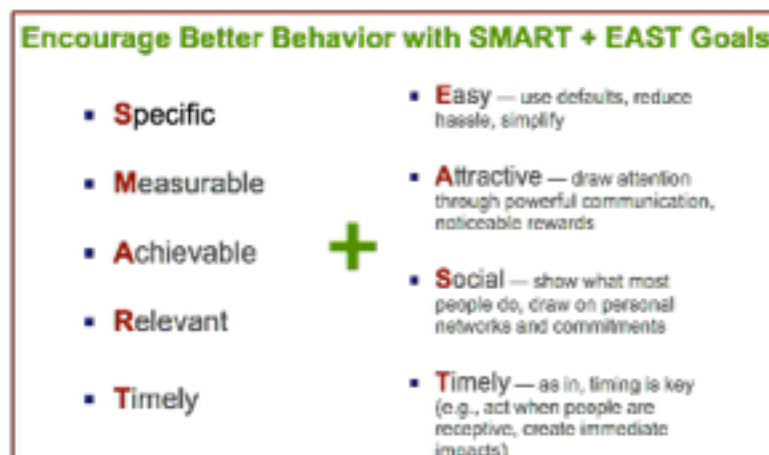 Encourage Better Behavior with SMART + EAST Goals
Specific
Measurable
Achievable
Relevant
Timely
+
Easy — use defaults, reduce
hassle, simplify
Attractive — draw attention
through powerful communication,
noticeable rewards
Social — show what most
people do, draw on personal
networks and commitments
Timely — as in, timing is key
(e.g., act when people are
receptive, create immediate
impacts)